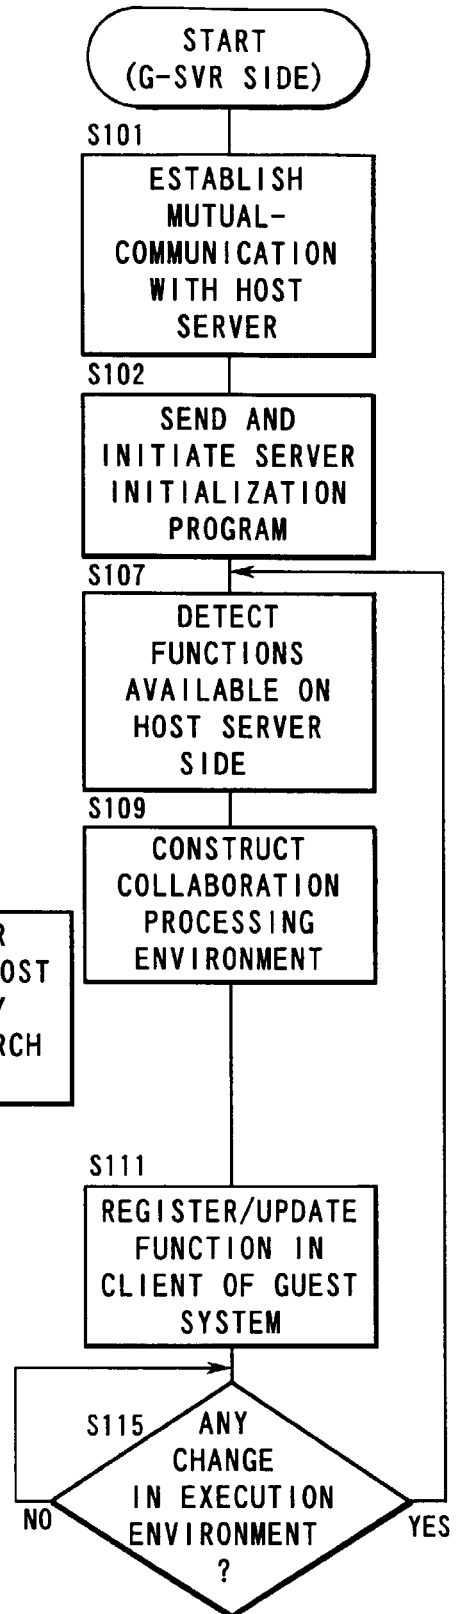 START
(G-SVR SIDE)
S101
ESTABLISH
MUTUAL-
COMMUNICATION
WITH HOST
SERVER
S102
SEND AND
INITIATE SERVER
INITIALIZATION
PROGRAM
S107
DETECT
FUNCTIONS
AVAILABLE ON
HOST SERVER
SIDE
S109
CONSTRUCT
COLLABORATION
PROCESSING
ENVIRONMENT
R
OST
RCH
S111
REGISTER/UPDATE
FUNCTION IN
CLIENT OF GUEST
SYSTEM
S115
ANY
CHANGE
IN EXECUTION
ENVIRONMENT
?
NO
YES